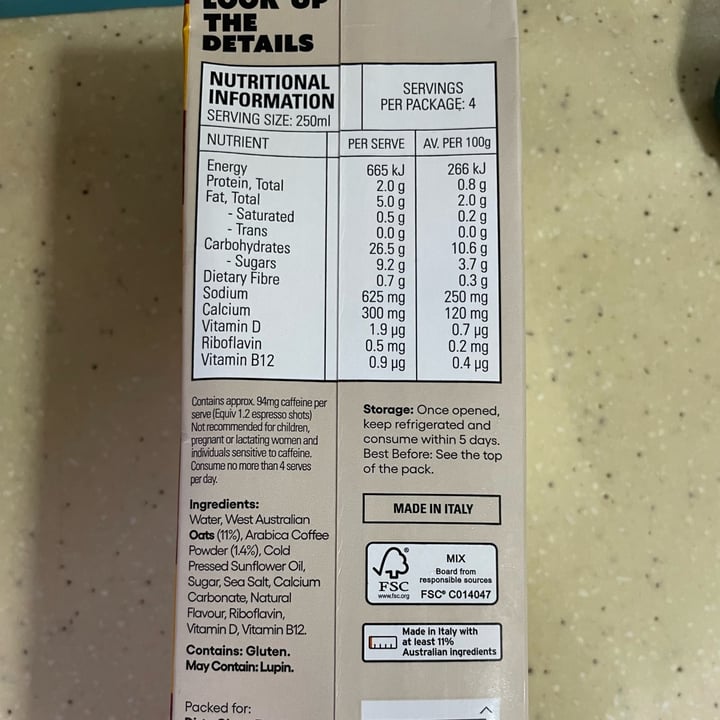 LOOK UP
THE
DETAILS
NUTRITIONAL
INFORMATION
SERVING SIZE: 250ml
SERVINGS
PER PACKAGE: 4
NUTRIENT PER SERVE AV. PER 100g
Energy 665 kJ 266 kJ
Protein, Total 2.0 g 0.8 g
Fat, Total 5.0 g 2.0 g
- Saturated 0.5 g 0.2 g
- Trans 0.0 g 0.0 g
Carbohydrates 26.5 g 10.6 g
- Sugars 9.2 g 3.7 g
Dietary Fibre 0.7 g 0.3 g
Sodium 625 mg 250 mg
Calcium 300 mg 120 mg
Vitamin D 1.9 µg 0.7 µg
Riboflavin 0.5 mg 0.2 mg
Vitamin B12 0.9 µg 0.4 µg
Contains approx. 94mg caffeine per
serve (Equiv 1.2 espresso shots)
Not recommended for children,
pregnant or lactating women and
individuals sensitive to caffeine.
Consume no more than 4 serves
per day.
Ingredients:
Water, West Australian
Oats (11%), Arabica Coffee
Powder (1.4%), Cold
Pressed Sunflower Oil,
Sugar, Sea Salt, Calcium
Carbonate, Natural
Flavour, Riboflavin,
Vitamin D, Vitamin B12.
Contains: Gluten.
May Contain: Lupin.
Packed for:
Storage: Once opened,
keep refrigerated and
consume within 5 days.
Best Before: See the top
of the pack.
MADE IN ITALY
FSC
www.fsc.org
MIX
Board from
responsible sources
FSC® C014047
Made in Italy with
at least 11%
Australian ingredients